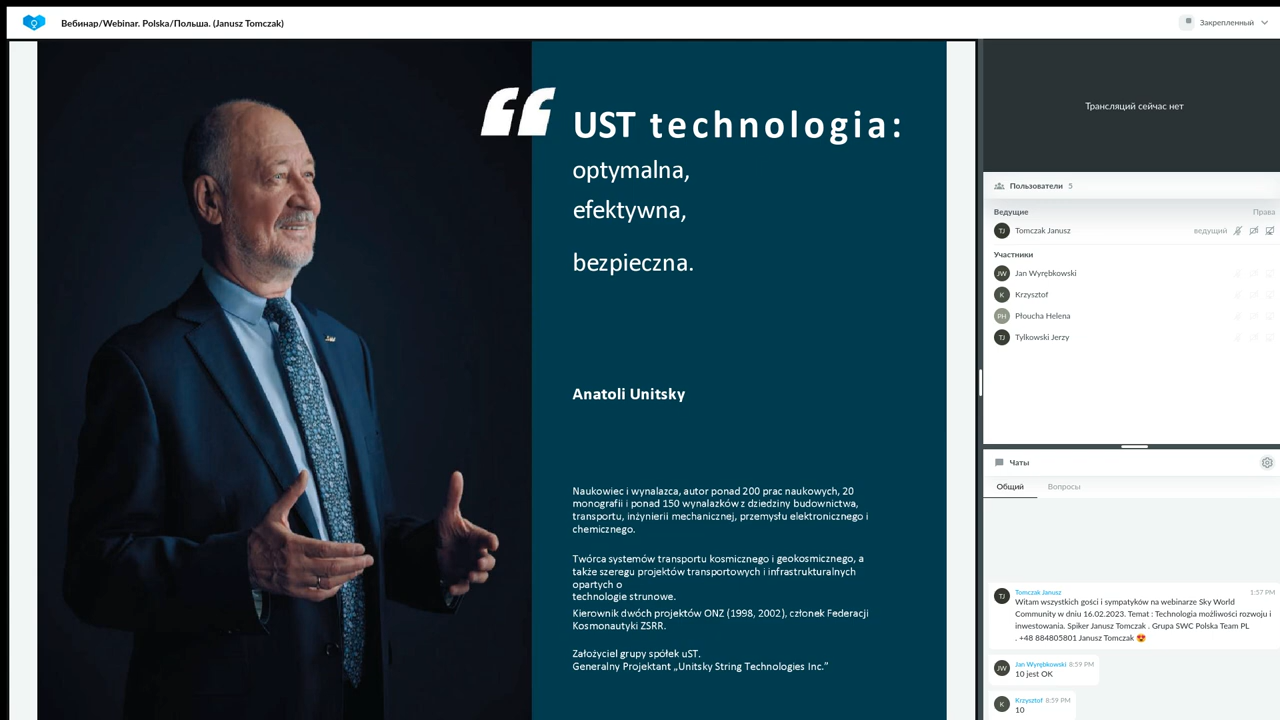 Вебинар/Webinar. Polska/Польша. (Janusz Tomczak)
Закрепленный
UST technologia:
optymalna,
efektywna,
bezpieczna.
Anatoli Unitsky
Naukowiec i wynalazca, autor ponad 200 prac naukowych, 20
monografii i ponad 150 wynalazków z dziedziny budownictwa,
transportu, inżynierii mechanicznej, przemysłu elektronicznego i
chemicznego.
Twórca systemów transportu kosmicznego i geokosmicznego, a
także szeregu projektów transportowych i infrastrukturalnych
opartych o
technologie strunowe.
Kierownik dwóch projektów ONZ (1998, 2002), członek Federacji
Kosmonautyki ZSRR.
Założyciel grupy spółek uST.
Generalny Projektant „Unitsky String Technologies Inc.”
Трансляций сейчас нет
Пользователи 5
Ведущие Права
TJ Tomczak Janusz ведущий
Участники
JW Jan Wyrębkowski
K Krzysztof
PH Płoucha Helena
TJ Tylkowski Jerzy
Чаты
Общий Вопросы
TJ Tomczak Janusz 1:57 PM
Witam wszystkich gości i sympatyków na webinarze Sky World
Community w dniu 16.02.2023. Temat : Technologia możliwości rozwoju i
inwestowania. Spiker Janusz Tomczak . Grupa SWC Polska Team PL
. +48 884805801 Janusz Tomczak 😍
JW Jan Wyrębkowski 8:59 PM
10 jest OK
K Krzysztof 8:59 PM
10